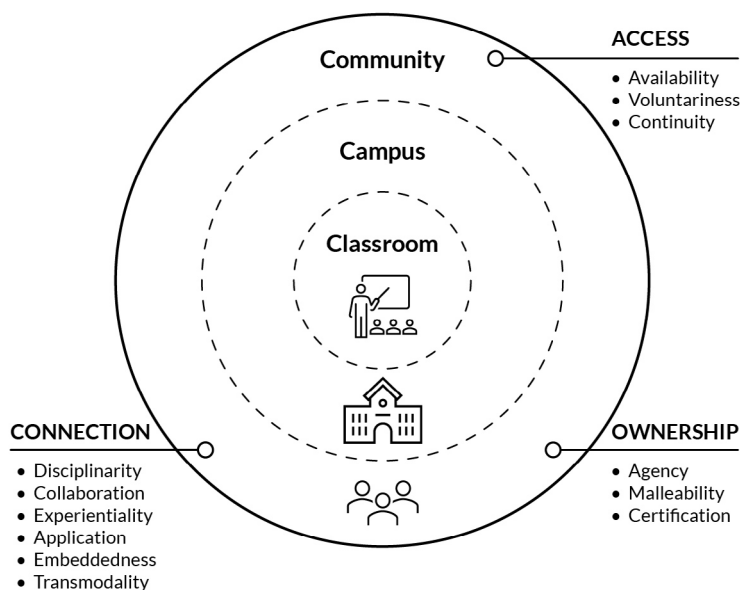 Community
Campus
Classroom
ACCESS
• Availability
• Voluntariness
• Continuity
CONNECTION
• Disciplinarity
• Collaboration
• Experientiality
• Application
• Embeddedness
• Transmodality
OWNERSHIP
• Agency
• Malleability
• Certification